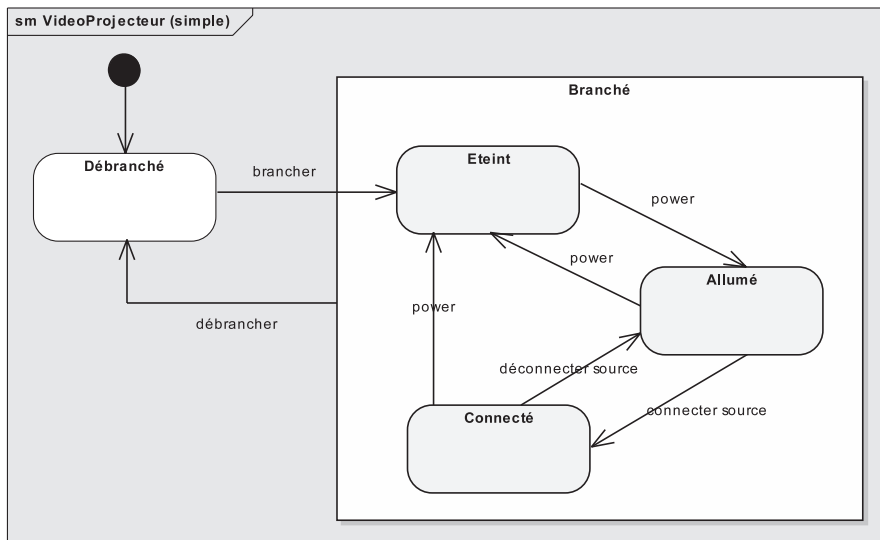 sm VideoProjecteur (simple)
Branché
Débranché
Eteint
brancher
power
power
Allumé
power
débrancher
déconnecter source
connecter source
Connecté